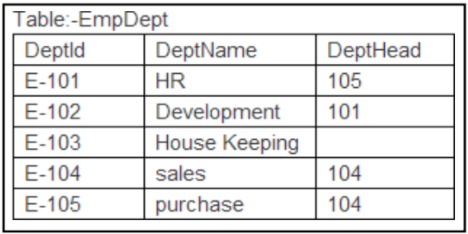 Table:-EmpDept
DeptId DeptName DeptHead
E-101 HR 105
E-102 Development 101
E-103 House Keeping
E-104 sales 104
E-105 purchase 104